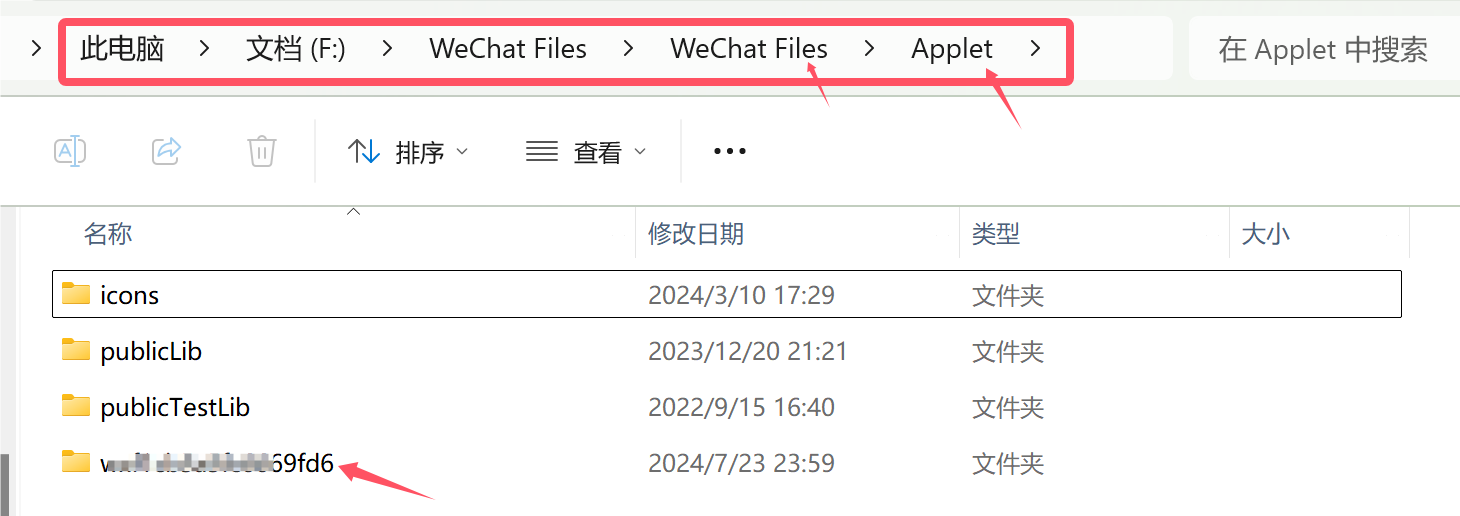 此电脑 > 文档 (F:) > WeChat Files > WeChat Files > Applet >
在 Applet 中搜索
排序 查看
名称 修改日期 类型 大小
icons 2024/3/10 17:29 文件夹
publicLib 2023/12/20 21:21 文件夹
publicTestLib 2022/9/15 16:40 文件夹
69fd6 2024/7/23 23:59 文件夹